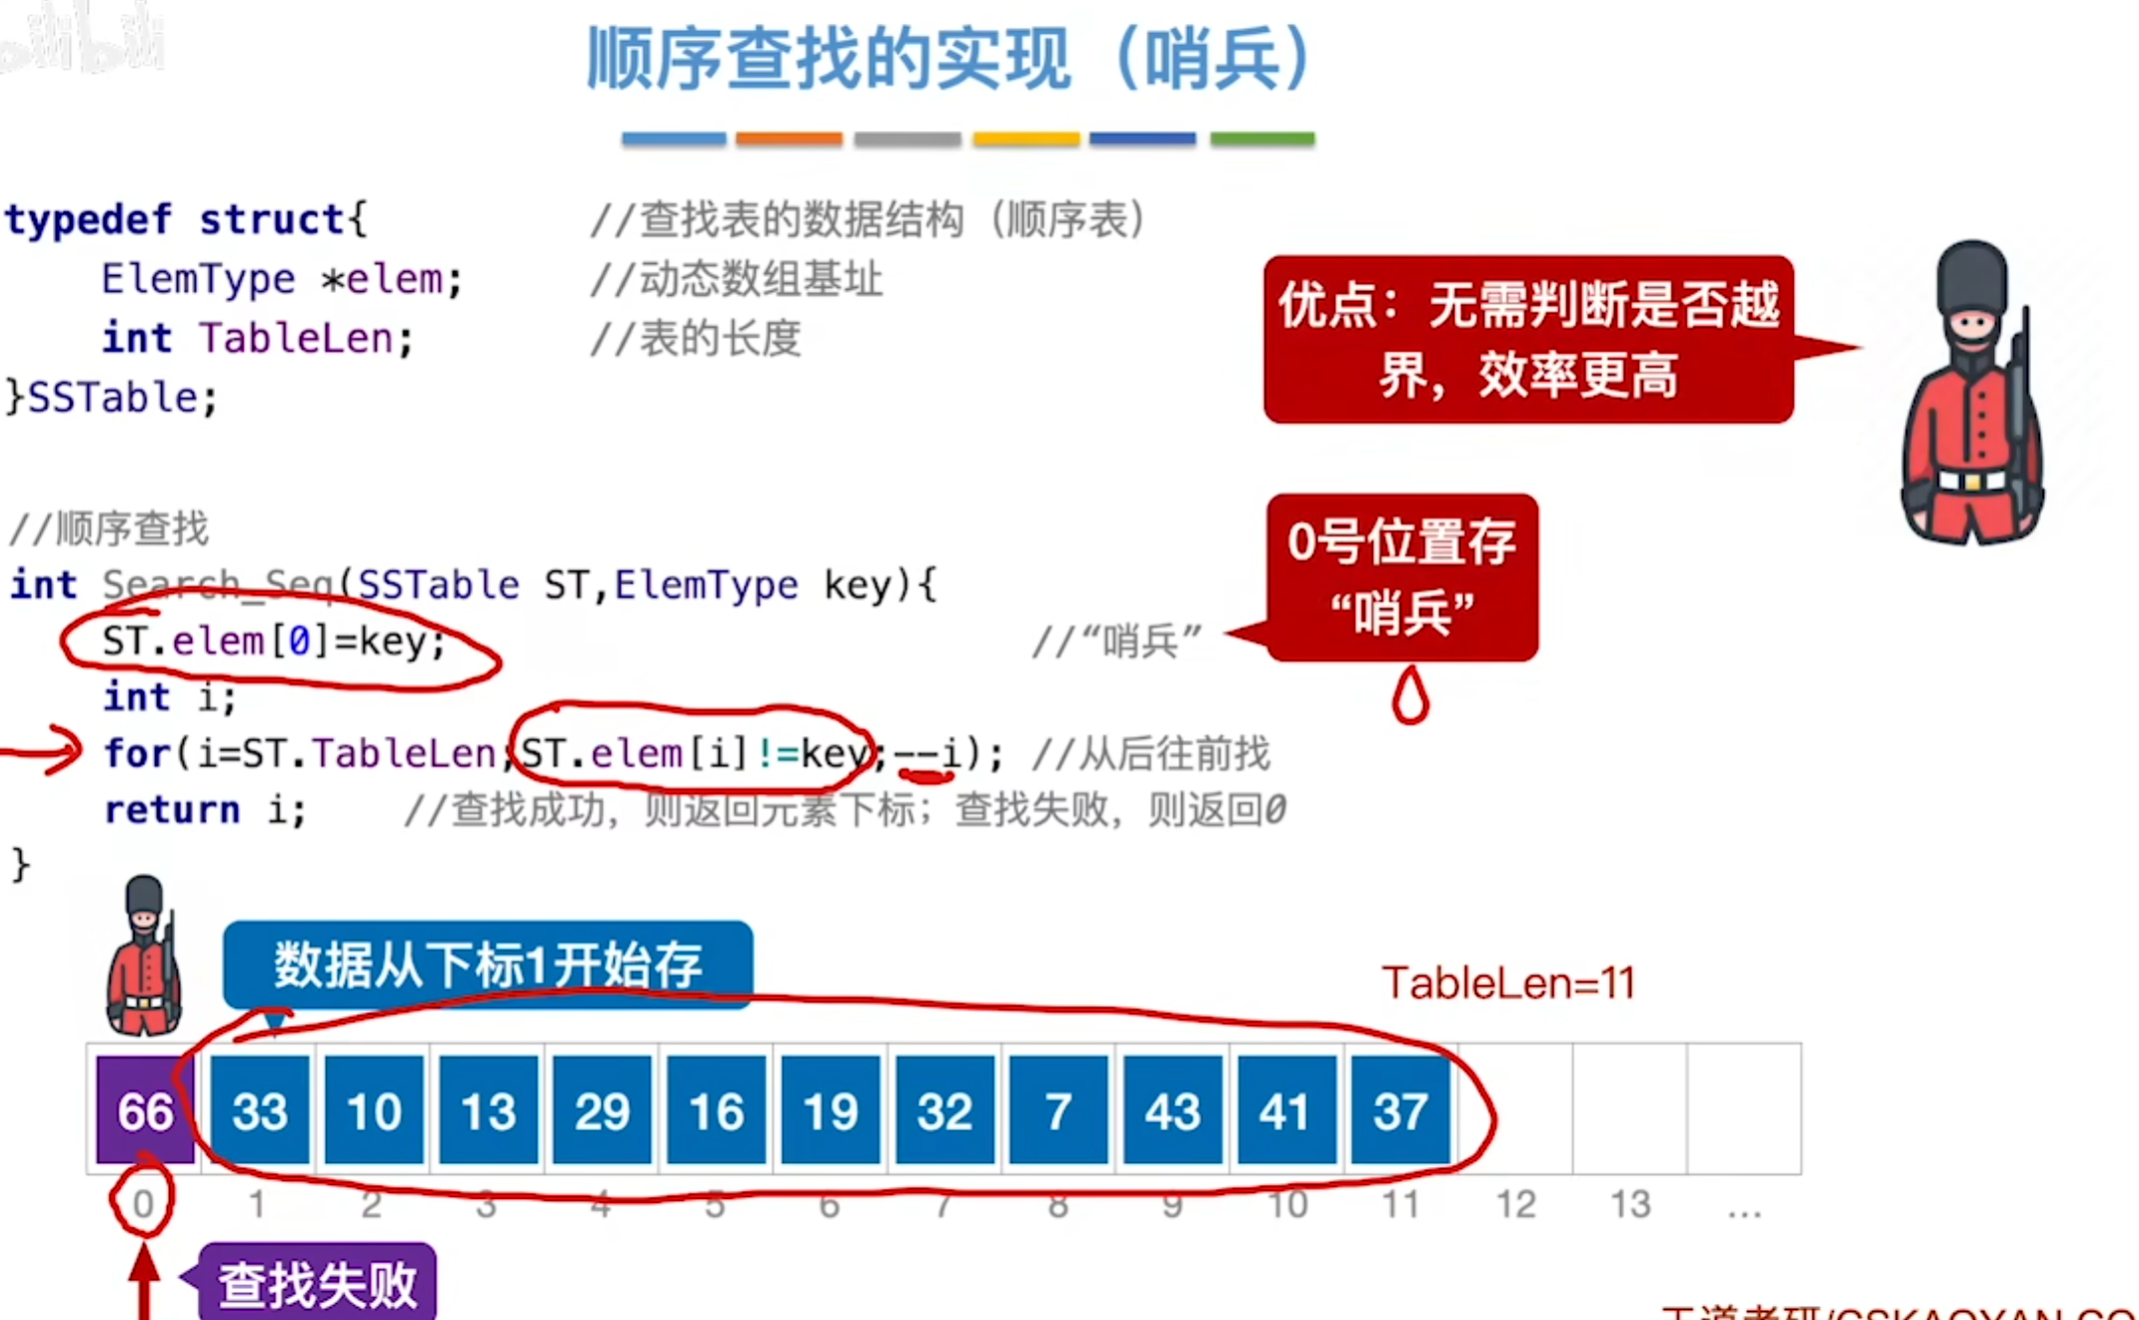 bilibili
顺序查找的实现（哨兵）
typedef struct{ //查找表的数据结构（顺序表）
ElemType *elem; //动态数组基址
int TableLen; //表的长度
}SSTable;
优点：无需判断是否越
界，效率更高
//顺序查找
int Search_Seq(SSTable ST,ElemType key){
ST.elem[0]=key; //“哨兵”
0号位置存
“哨兵”
int i;
for(i=ST.TableLen;ST.elem[i]!=key;--i); //从后往前找
return i; //查找成功，则返回元素下标；查找失败，则返回0
}
数据从下标1开始存
TableLen=11
66 33 10 13 29 16 19 32 7 43 41 37
0 1 2 3 4 5 6 7 8 9 10 11 12 13 ...
查找失败
王道考研/CSKAOYAN.CO